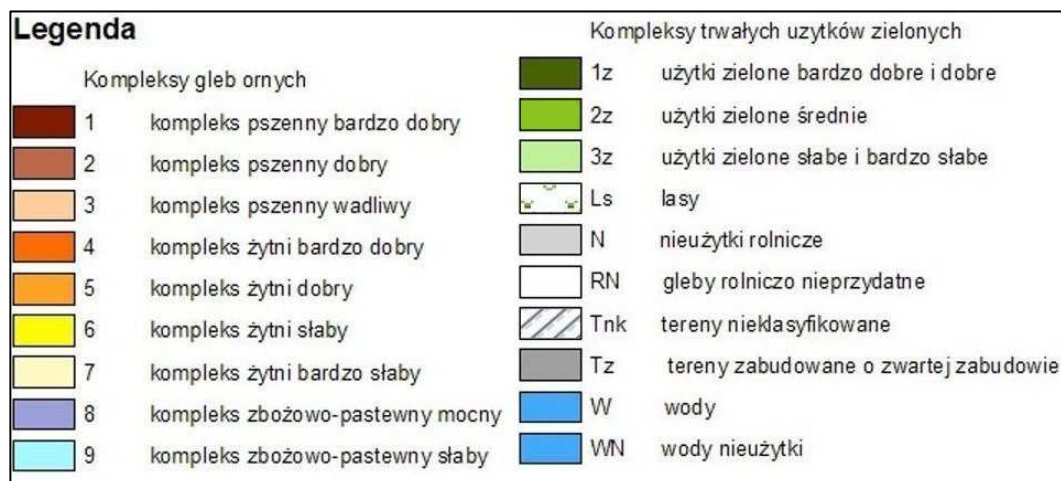 Legenda
Kompleksy gleb ornych
1 kompleks pszenny bardzo dobry
2 kompleks pszenny dobry
3 kompleks pszenny wadliwy
4 kompleks żytni bardzo dobry
5 kompleks żytni dobry
6 kompleks żytni słaby
7 kompleks żytni bardzo słaby
8 kompleks zbożowo-pastewny mocny
9 kompleks zbożowo-pastewny słaby
Kompleksy trwałych uzytków zielonych
1z użytki zielone bardzo dobre i dobre
2z użytki zielone średnie
3z użytki zielone słabe i bardzo słabe
Ls lasy
N nieużytki rolnicze
RN gleby rolniczo nieprzydatne
Tnk tereny nieklasyfikowane
Tz tereny zabudowane o zwartej zabudowie
W wody
WN wody nieużytki